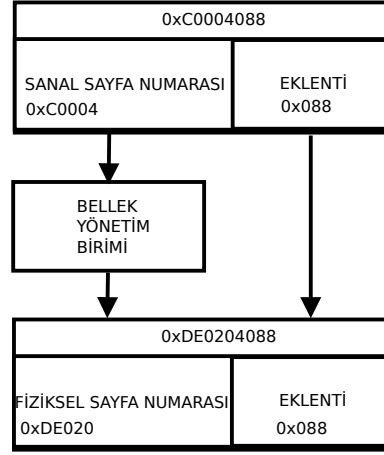 0xC0004088
SANAL SAYFA NUMARASI
0xC0004
EKLENTİ
0x088
BELLEK
YÖNETİM
BİRİMİ
0xDE0204088
FİZİKSEL SAYFA NUMARASI
0xDE020
EKLENTİ
0x088